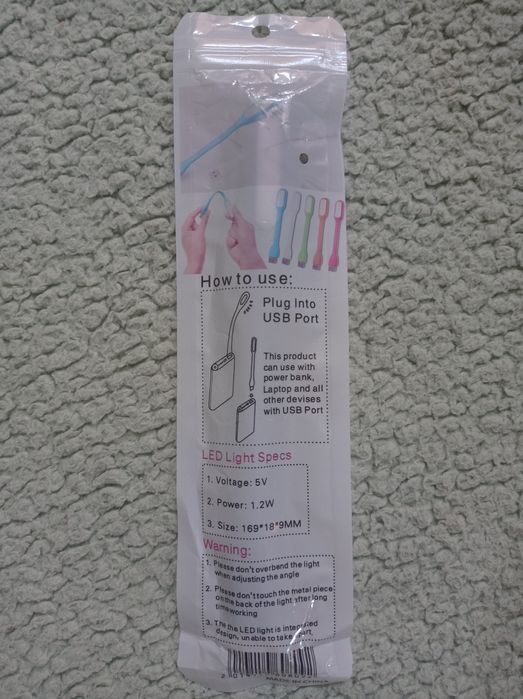 How to use:
Plug Into
USB Port
This product
can use with
power bank,
Laptop and all
other devises
with USB Port
LED Light Specs
1. Voltage: 5V
2. Power: 1.2W
3. Size: 169*18*9MM
Warning:
1. Please don't overbend the light
when adjusting the angle
2. Please don't touch the metal piece
on the back of the light after long
time working
3. The the LED light is integrated
design, unable to take part
MADE IN CHINA